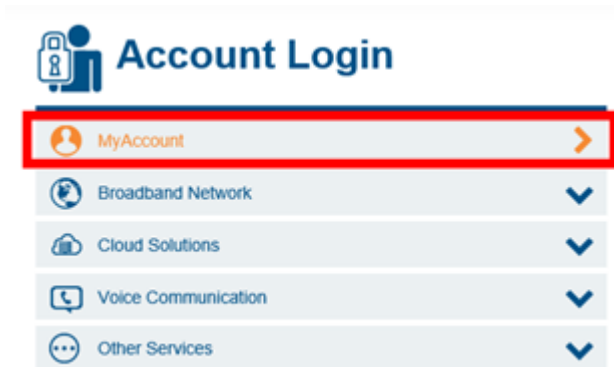 Account Login
MyAccount
Broadband Network
Cloud Solutions
Voice Communication
Other Services